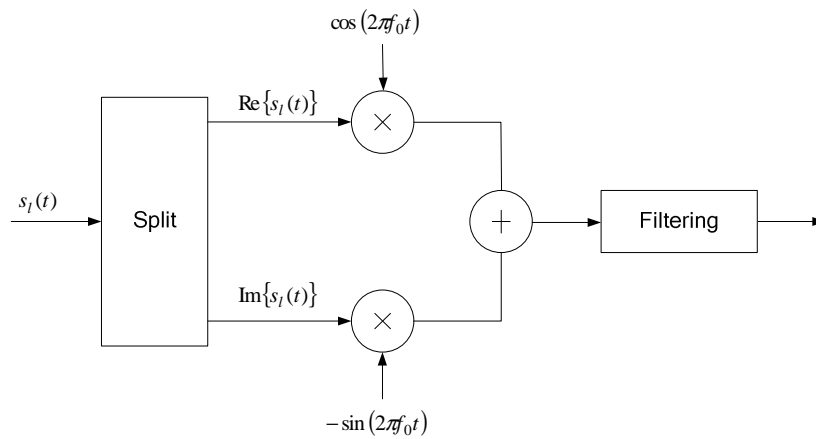 cos(2πf₀t)
Re{sₗ(t)}
×
sₗ(t)
Split
+
Filtering
Im{sₗ(t)}
×
−sin(2πf₀t)